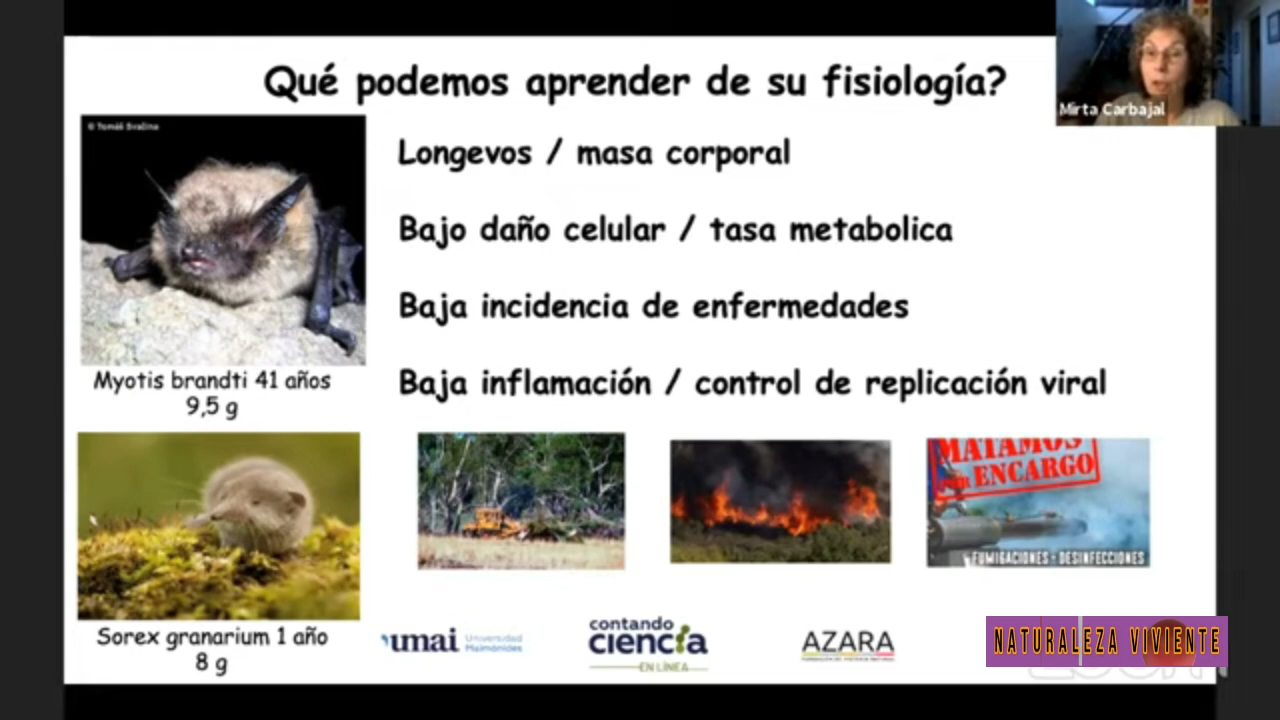 Qué podemos aprender de su fisiología?
Mirta Carbajal
© Tomáš Svačina
Longevos / masa corporal
Bajo daño celular / tasa metabolica
Baja incidencia de enfermedades
Baja inflamación / control de replicación viral
Myotis brandti 41 años
9,5 g
MATAMOS
POR ENCARGO
FUMIGACIONES - DESINFECCIONES
Sorex granarium 1 año
8 g
umai Universidad
Maimónides
contando
ciencia
EN LÍNEA
AZARA
NATURALEZA VIVIENTE